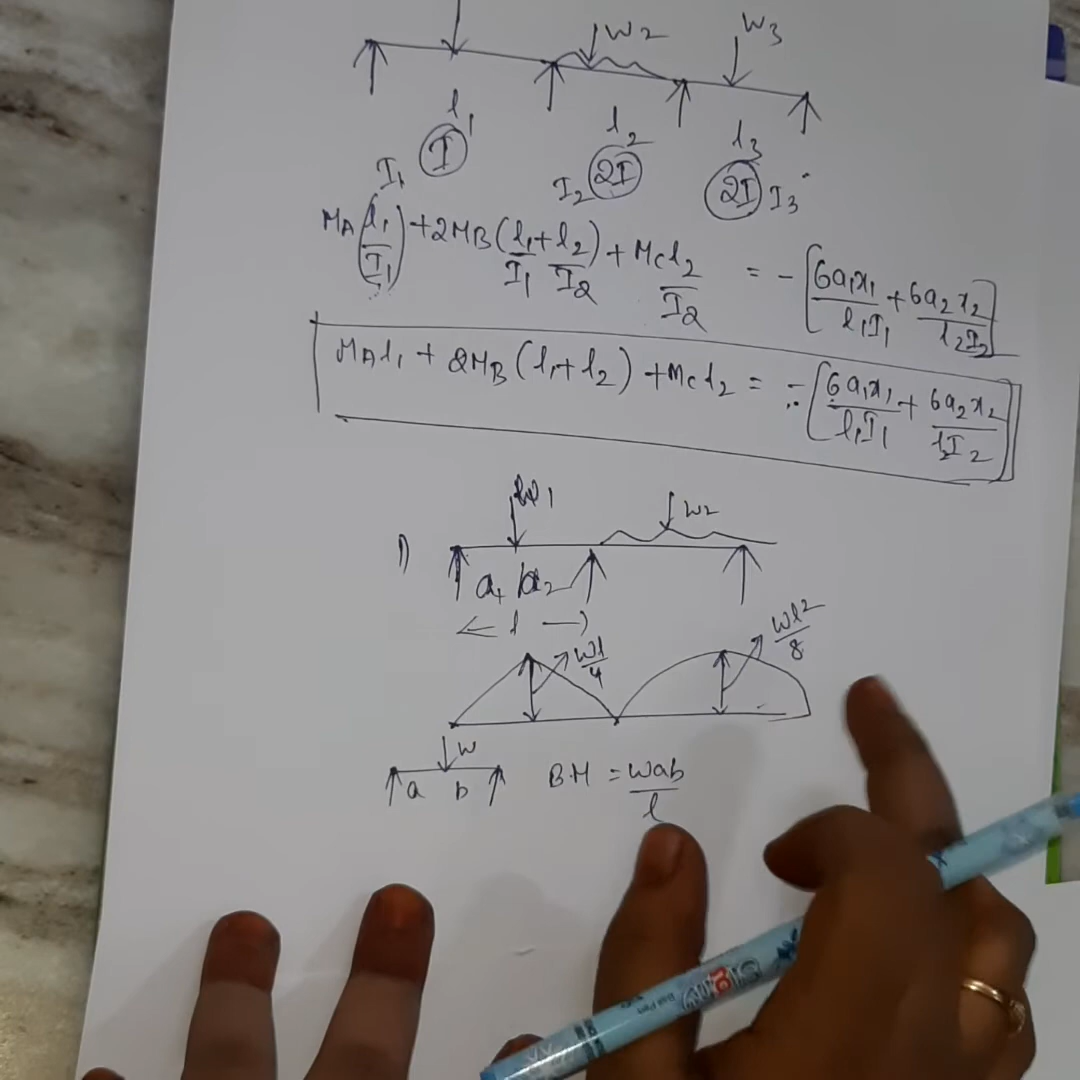 W2 W3
l1 l2 l3
I1 I I2 2I 2I I3
MA(l1/I1) + 2MB(l1/I1 + l2/I2) + Mc l2/I2 = -[6a1x1/l1I1 + 6a2x2/l2I2]
MAl1 + 2MB(l1+l2) + Mc l2 = -[6a1x1/l1I1 + 6a2x2/l2I2]
W1 W2
1)
a1 a2
l
Wl/4 Wl²/8
W
a b B.M = wab/l